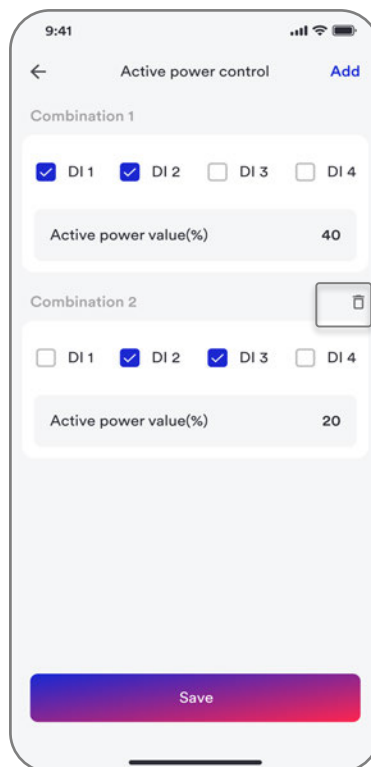 9:41
Active power control Add
Combination 1
DI 1 DI 2 DI 3 DI 4
Active power value(%) 40
Combination 2
DI 1 DI 2 DI 3 DI 4
Active power value(%) 20
Save